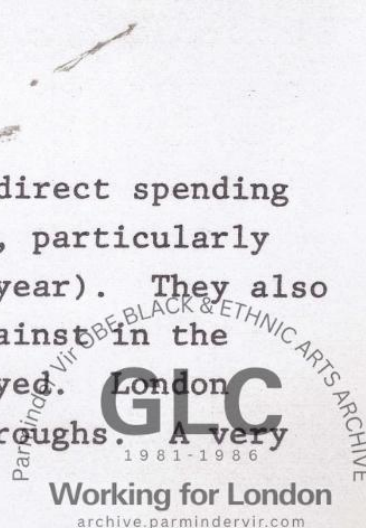 direct spending
, particularly
year). They also
ainst in the
yed. London
roughs. A very
Parminder Vir OBE BLACK & ETHNIC ARTS ARCHIVE
GLC
1981-1986
Working for London
archive.parmindervir.com